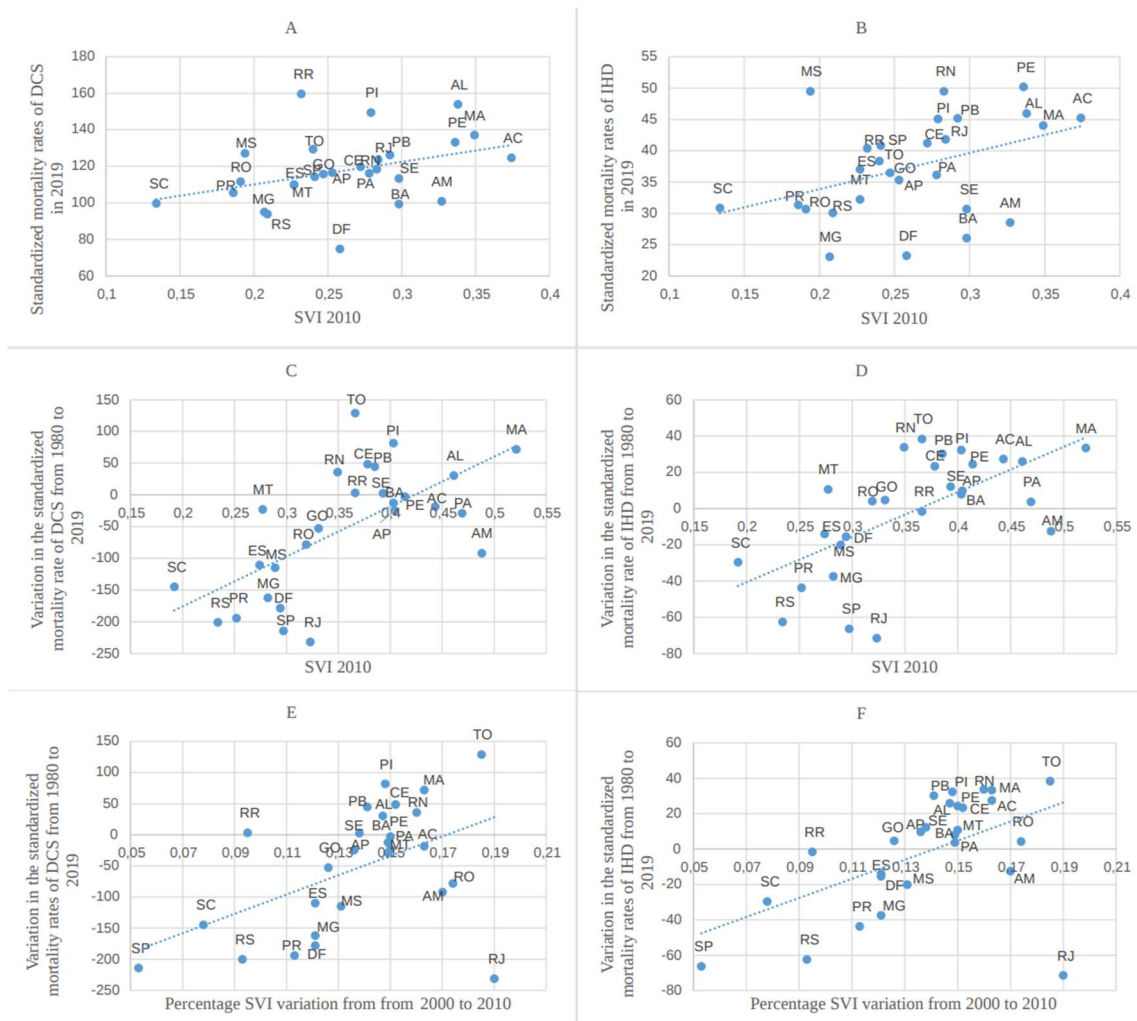 A
Standardized mortality rates of DCS
in 2019
180
160
140
120
100
80
60
RR
PI
AL
MA
PE
MS
TO
RJ
PB
AC
RO
ES
SP
GO
CE
RN
SC
PR
MT
AP
PA
SE
MG
BA
AM
RS
DF
0,1
0,15
0,2
0,25
0,3
0,35
0,4
SVI 2010
B
Standardized mortality rates of IHD
in 2019
55
50
45
40
35
30
25
20
MS
RN
PE
PI
PB
AL
AC
MA
RR
SP
CE
RJ
ES
TO
GO
PA
MT
AP
SC
PR
RO
RS
SE
AM
BA
MG
DF
0,1
0,15
0,2
0,25
0,3
0,35
0,4
SVI 2010
C
Variation in the standardized
mortality rate of DCS from 1980 to
2019
150
100
50
0
-50
-100
-150
-200
-250
TO
PI
MA
RN
CE
PB
AL
MT
RR
SE
BA
PE
AC
PA
GO
RO
AP
AM
ES
MS
SC
MG
DF
RS
PR
SP
RJ
0,15
0,2
0,25
0,3
0,35
0,4
0,45
0,5
0,55
SVI 2010
D
Variation in the standardized
mortality rate of IHD from 1980 to
2019
60
40
20
0
-20
-40
-60
-80
TO
RN
PB
PI
AC
AL
MA
CE
PE
MT
RO
GO
SE
AP
RR
BA
PA
AM
ES
DF
MS
SC
PR
MG
RS
SP
RJ
0,15
0,2
0,25
0,3
0,35
0,4
0,45
0,5
0,55
SVI 2010
E
Variation in the standardized
mortality rates of DCS from 1980 to
2019
150
100
50
0
-50
-100
-150
-200
-250
TO
PI
MA
CE
PB
AL
RN
RR
SE
BA
PE
PA
AC
GO
AP
MT
RO
AM
ES
MS
SC
MG
SP
RS
PR
DF
RJ
0,05
0,07
0,09
0,11
0,13
0,15
0,17
0,19
0,21
Percentage SVI variation from from 2000 to 2010
F
Variation in the standardized
mortality rates of IHD from 1980 to
2019
60
40
20
0
-20
-40
-60
-80
TO
PB
PI
RN
MA
AL
PE
CE
AC
RR
GO
AP
SE
BA
MT
RO
PA
ES
DF
MS
AM
SC
PR
MG
SP
RS
RJ
0,05
0,07
0,09
0,11
0,13
0,15
0,17
0,19
0,21
Percentage SVI variation from 2000 to 2010